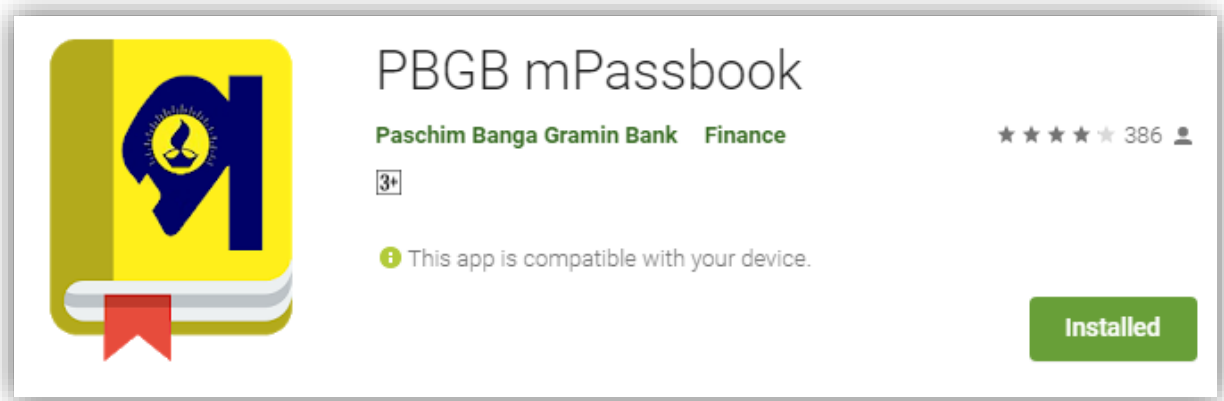 PBGB mPassbook
Paschim Banga Gramin Bank Finance 386
3+
This app is compatible with your device.
Installed